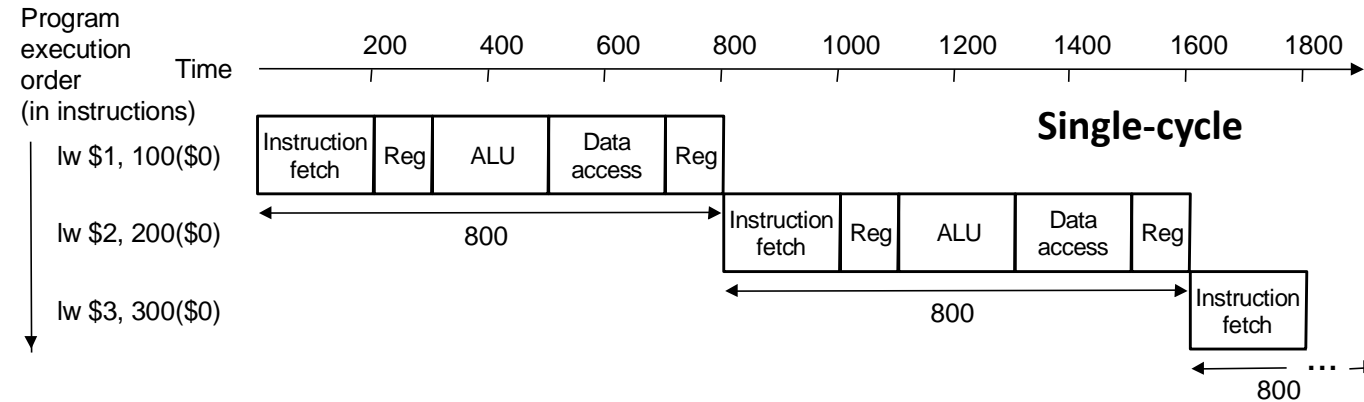 Program
execution
order
(in instructions)
Time
200 400 600 800 1000 1200 1400 1600 1800
Single-cycle
lw $1, 100($0)
Instruction
fetch
Reg
ALU
Data
access
Reg
800
lw $2, 200($0)
Instruction
fetch
Reg
ALU
Data
access
Reg
800
lw $3, 300($0)
Instruction
fetch
...
800